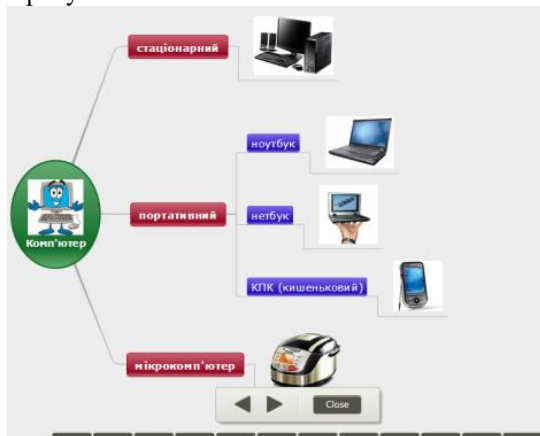 стаціонарний
ноутбук
портативний
нетбук
Комп'ютер
КПК (кишеньковий)
мікрокомп'ютер
Close